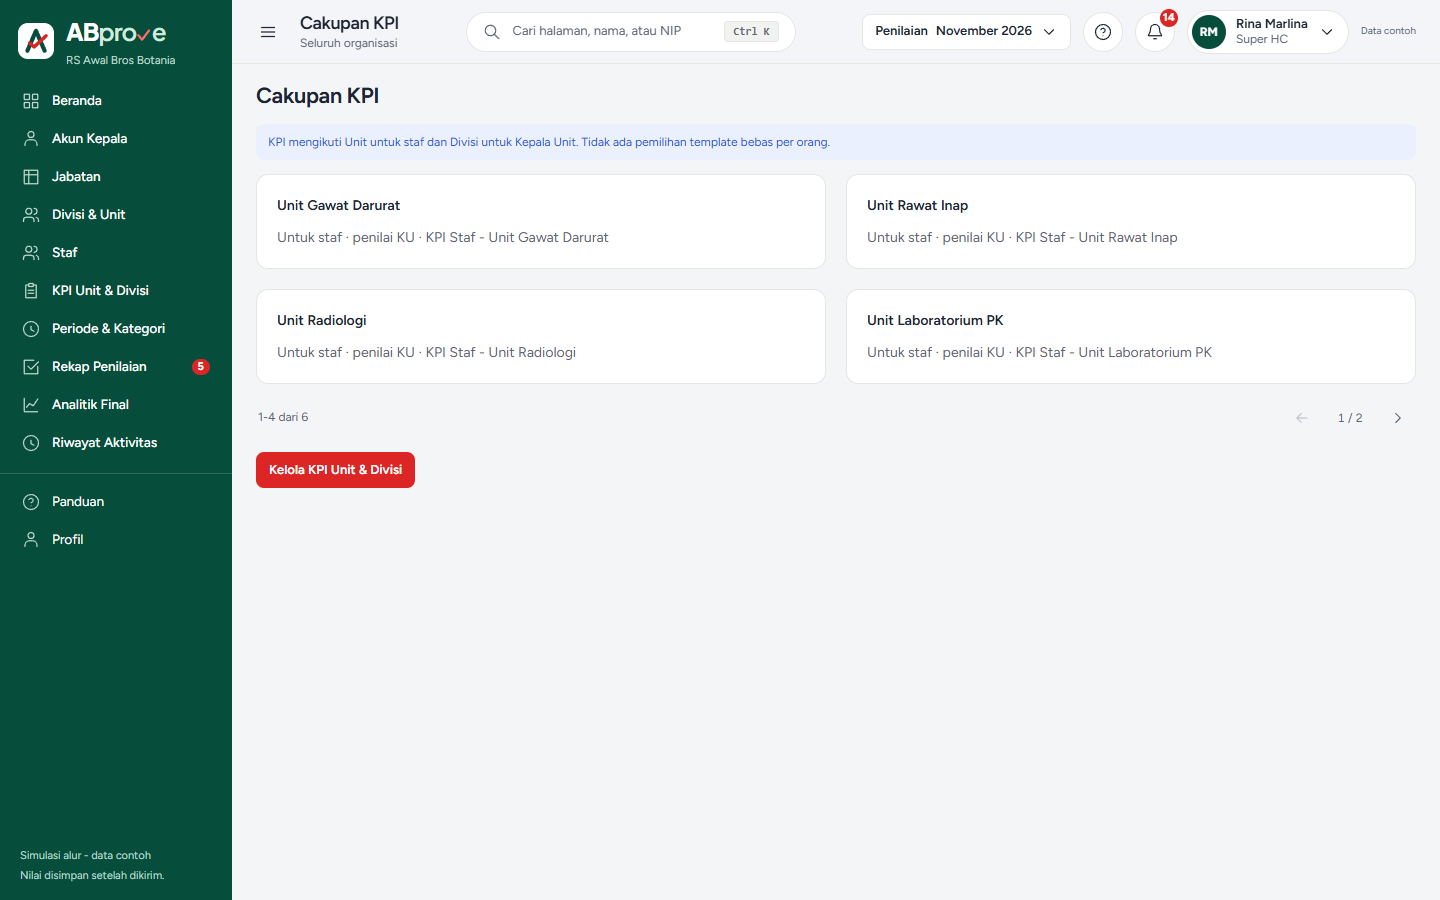 ABprove
RS Awal Bros Botania
Beranda
Akun Kepala
Jabatan
Divisi & Unit
Staf
KPI Unit & Divisi
Periode & Kategori
Rekap Penilaian 5
Analitik Final
Riwayat Aktivitas
Panduan
Profil
Simulasi alur - data contoh
Nilai disimpan setelah dikirim.
Cakupan KPI
Seluruh organisasi
Cari halaman, nama, atau NIP Ctrl K
Penilaian November 2026
14
RM
Rina Marlina
Super HC
Data contoh
Cakupan KPI
KPI mengikuti Unit untuk staf dan Divisi untuk Kepala Unit. Tidak ada pemilihan template bebas per orang.
Unit Gawat Darurat
Untuk staf · penilai KU · KPI Staf - Unit Gawat Darurat
Unit Rawat Inap
Untuk staf · penilai KU · KPI Staf - Unit Rawat Inap
Unit Radiologi
Untuk staf · penilai KU · KPI Staf - Unit Radiologi
Unit Laboratorium PK
Untuk staf · penilai KU · KPI Staf - Unit Laboratorium PK
1-4 dari 6
1 / 2
Kelola KPI Unit & Divisi